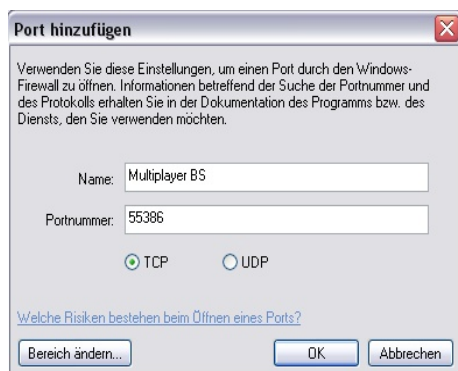 Port hinzufügen
Verwenden Sie diese Einstellungen, um einen Port durch den Windows-
Firewall zu öffnen. Informationen betreffend der Suche der Portnummer und
des Protokolls erhalten Sie in der Dokumentation des Programms bzw. des
Diensts, den Sie verwenden möchten.
Name: Multiplayer BS
Portnummer: 55386
TCP UDP
Welche Risiken bestehen beim Öffnen eines Ports?
Bereich ändern... OK Abbrechen